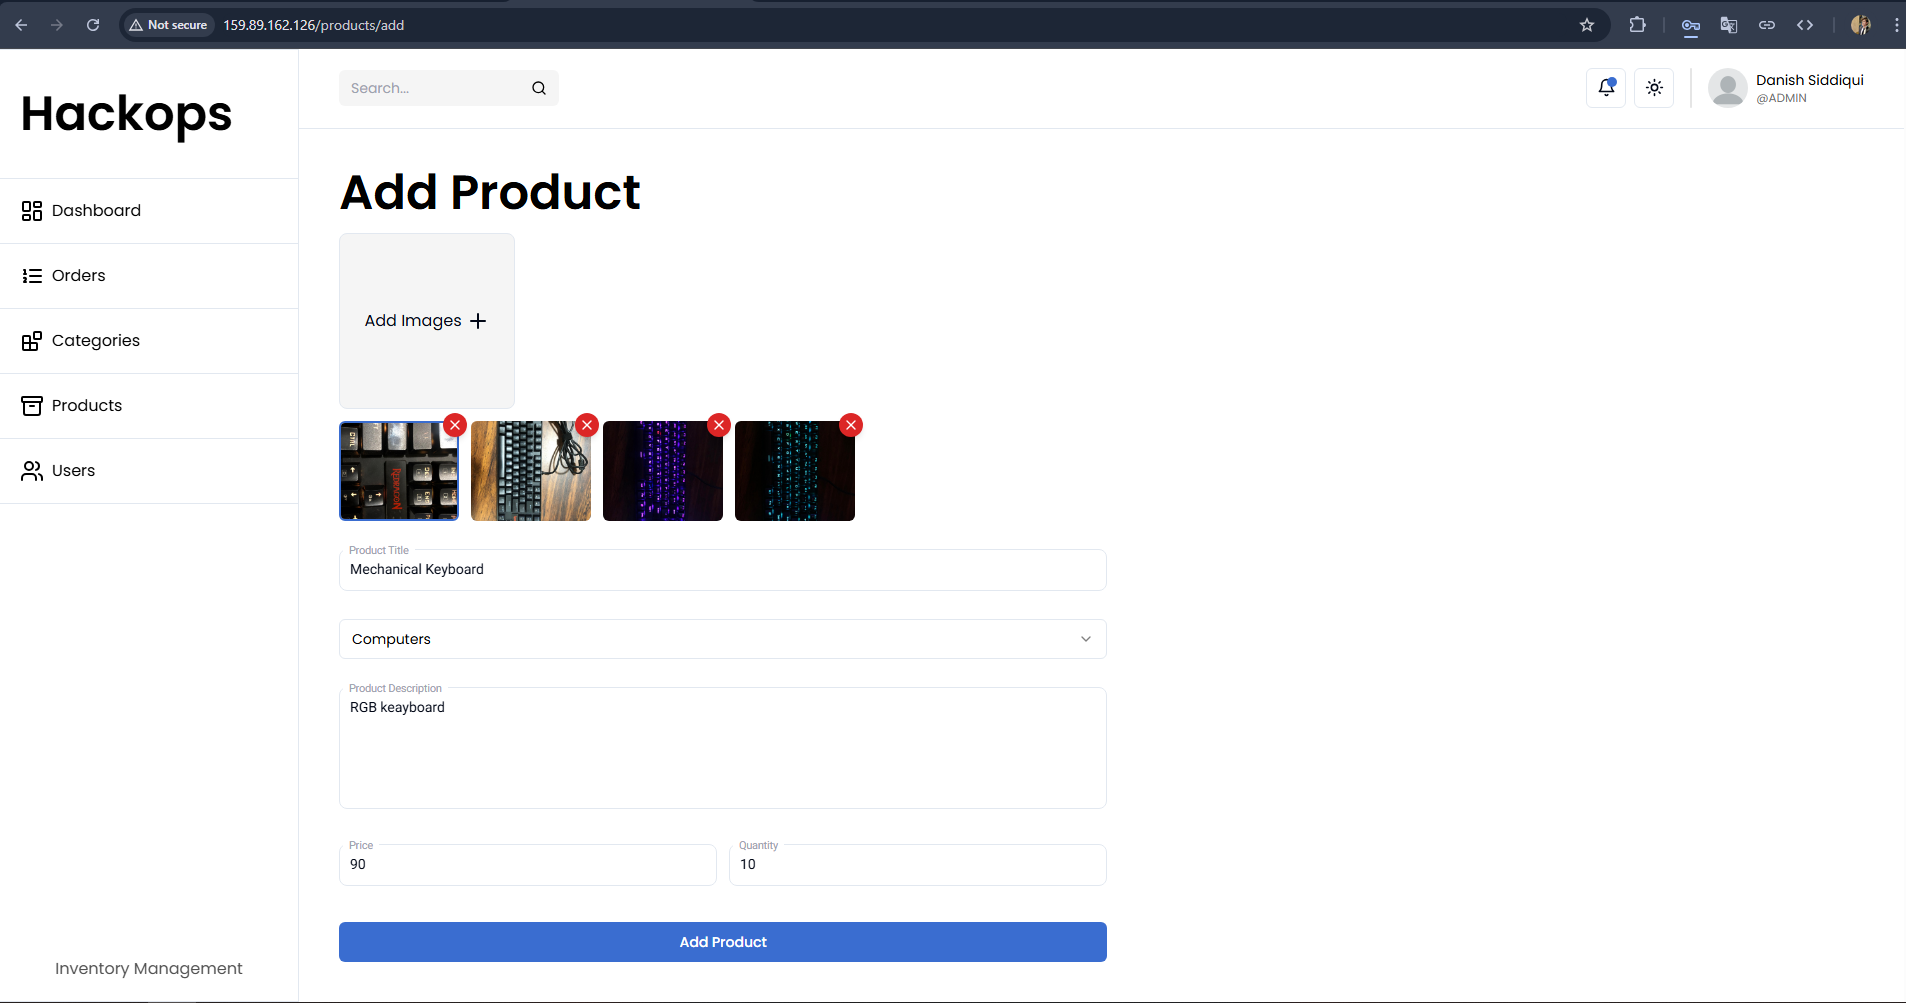 Not secure 159.89.162.126/products/add
Hackops
Search...
Danish Siddiqui
@ADMIN
Dashboard
Orders
Categories
Products
Users
Inventory Management
Add Product
Add Images
CTRL
REDRAGON
Product Title
Mechanical Keyboard
Computers
Product Description
RGB keayboard
Price
90
Quantity
10
Add Product